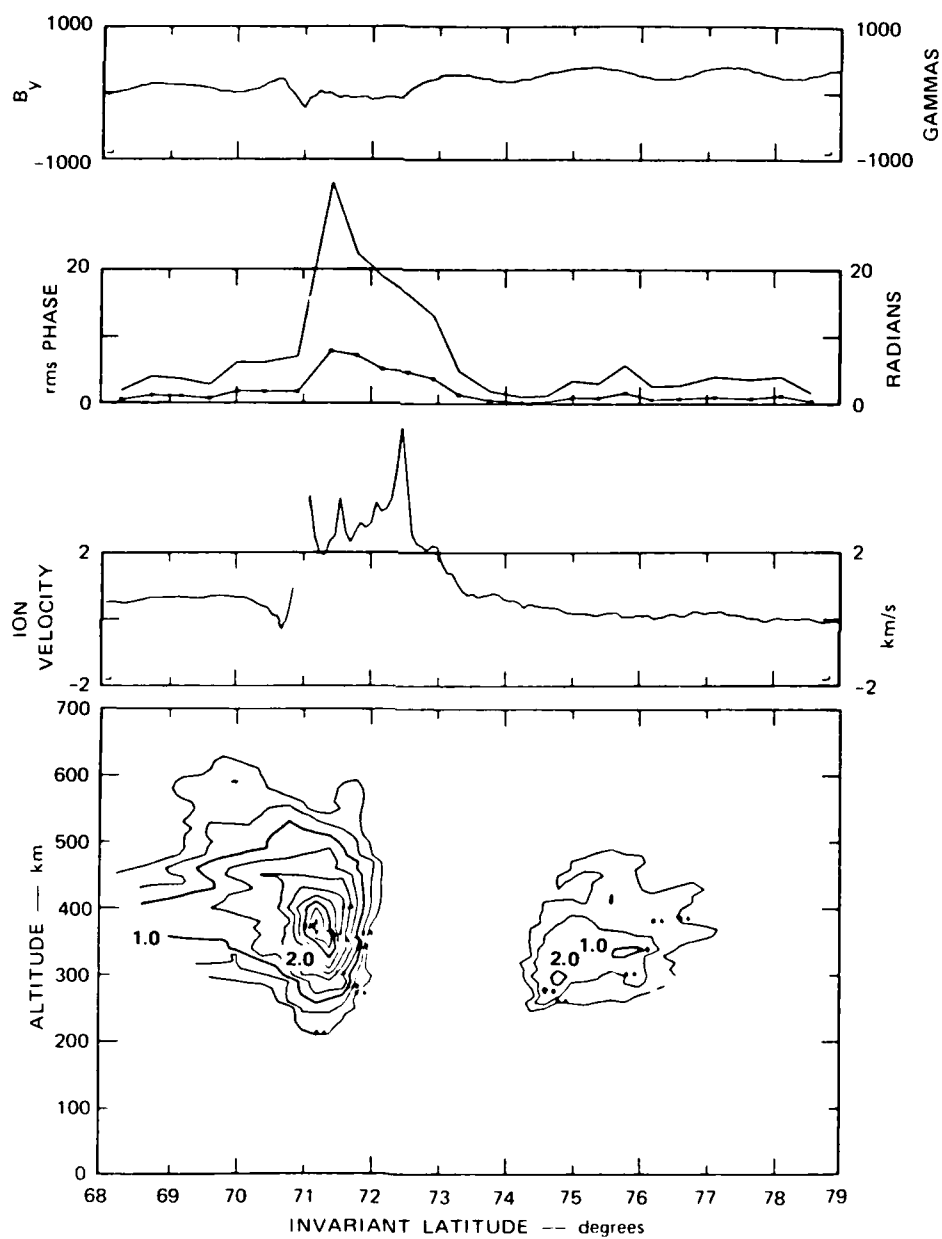 1000
1000
B y
GAMMAS
-1000
-1000
20
20
rms PHASE
RADIANS
0
0
2
2
ION
VELOCITY
km/s
-2
-2
700
600
500
400
300
200
100
0
ALTITUDE — km
1.0
2.0
2.0
1.0
68 69 70 71 72 73 74 75 76 77 78 79
INVARIANT LATITUDE -- degrees